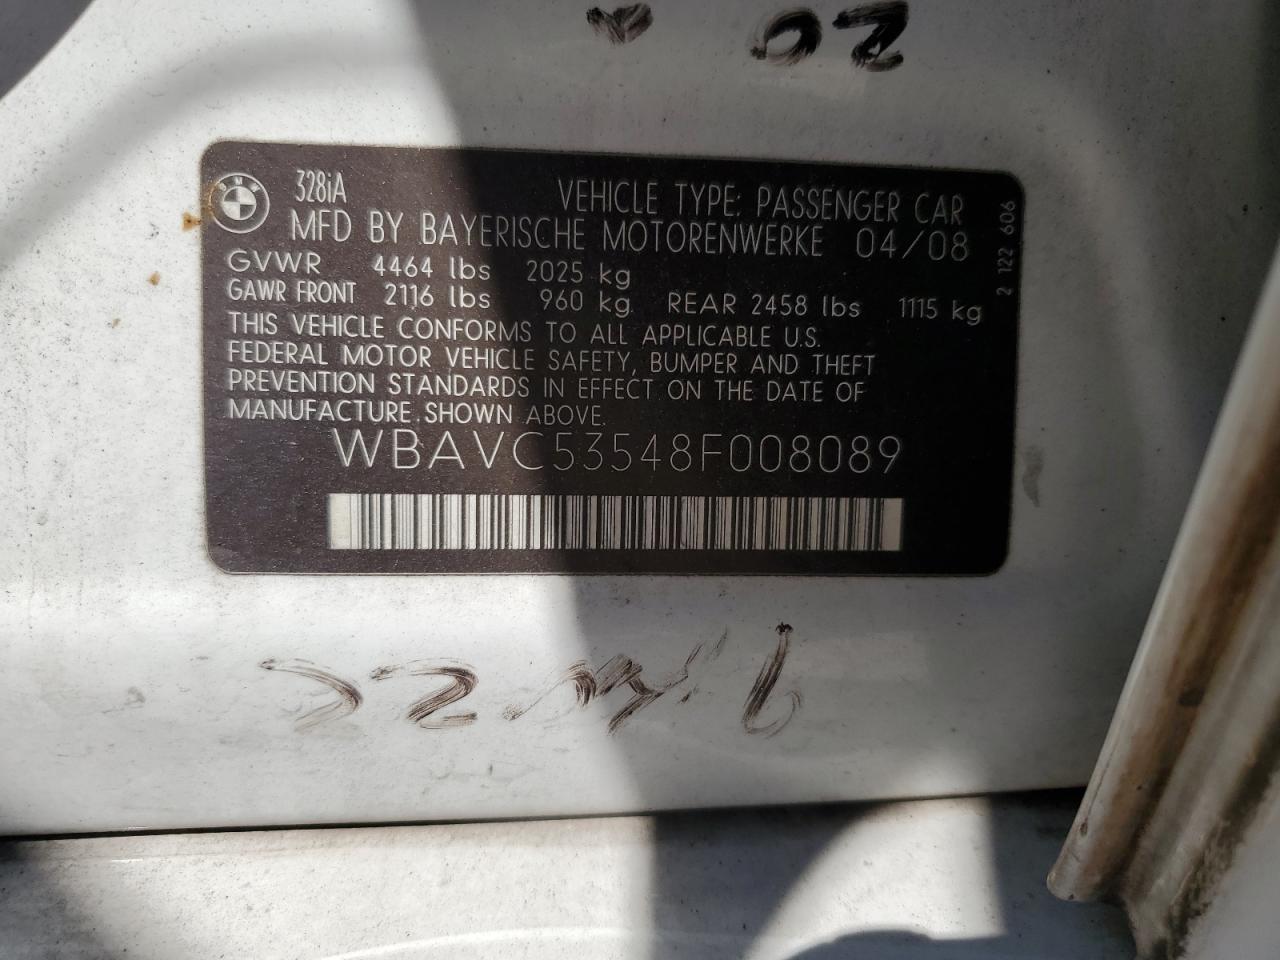 20
328iA VEHICLE TYPE: PASSENGER CAR
MFD BY BAYERISCHE MOTORENWERKE 04/08
GVWR 4464 lbs 2025 kg
GAWR FRONT 2116 lbs 960 kg REAR 2458 lbs 1115 kg
THIS VEHICLE CONFORMS TO ALL APPLICABLE U.S.
FEDERAL MOTOR VEHICLE SAFETY, BUMPER AND THEFT
PREVENTION STANDARDS IN EFFECT ON THE DATE OF
MANUFACTURE SHOWN ABOVE.
WBAVC53548F008089
2 122 606